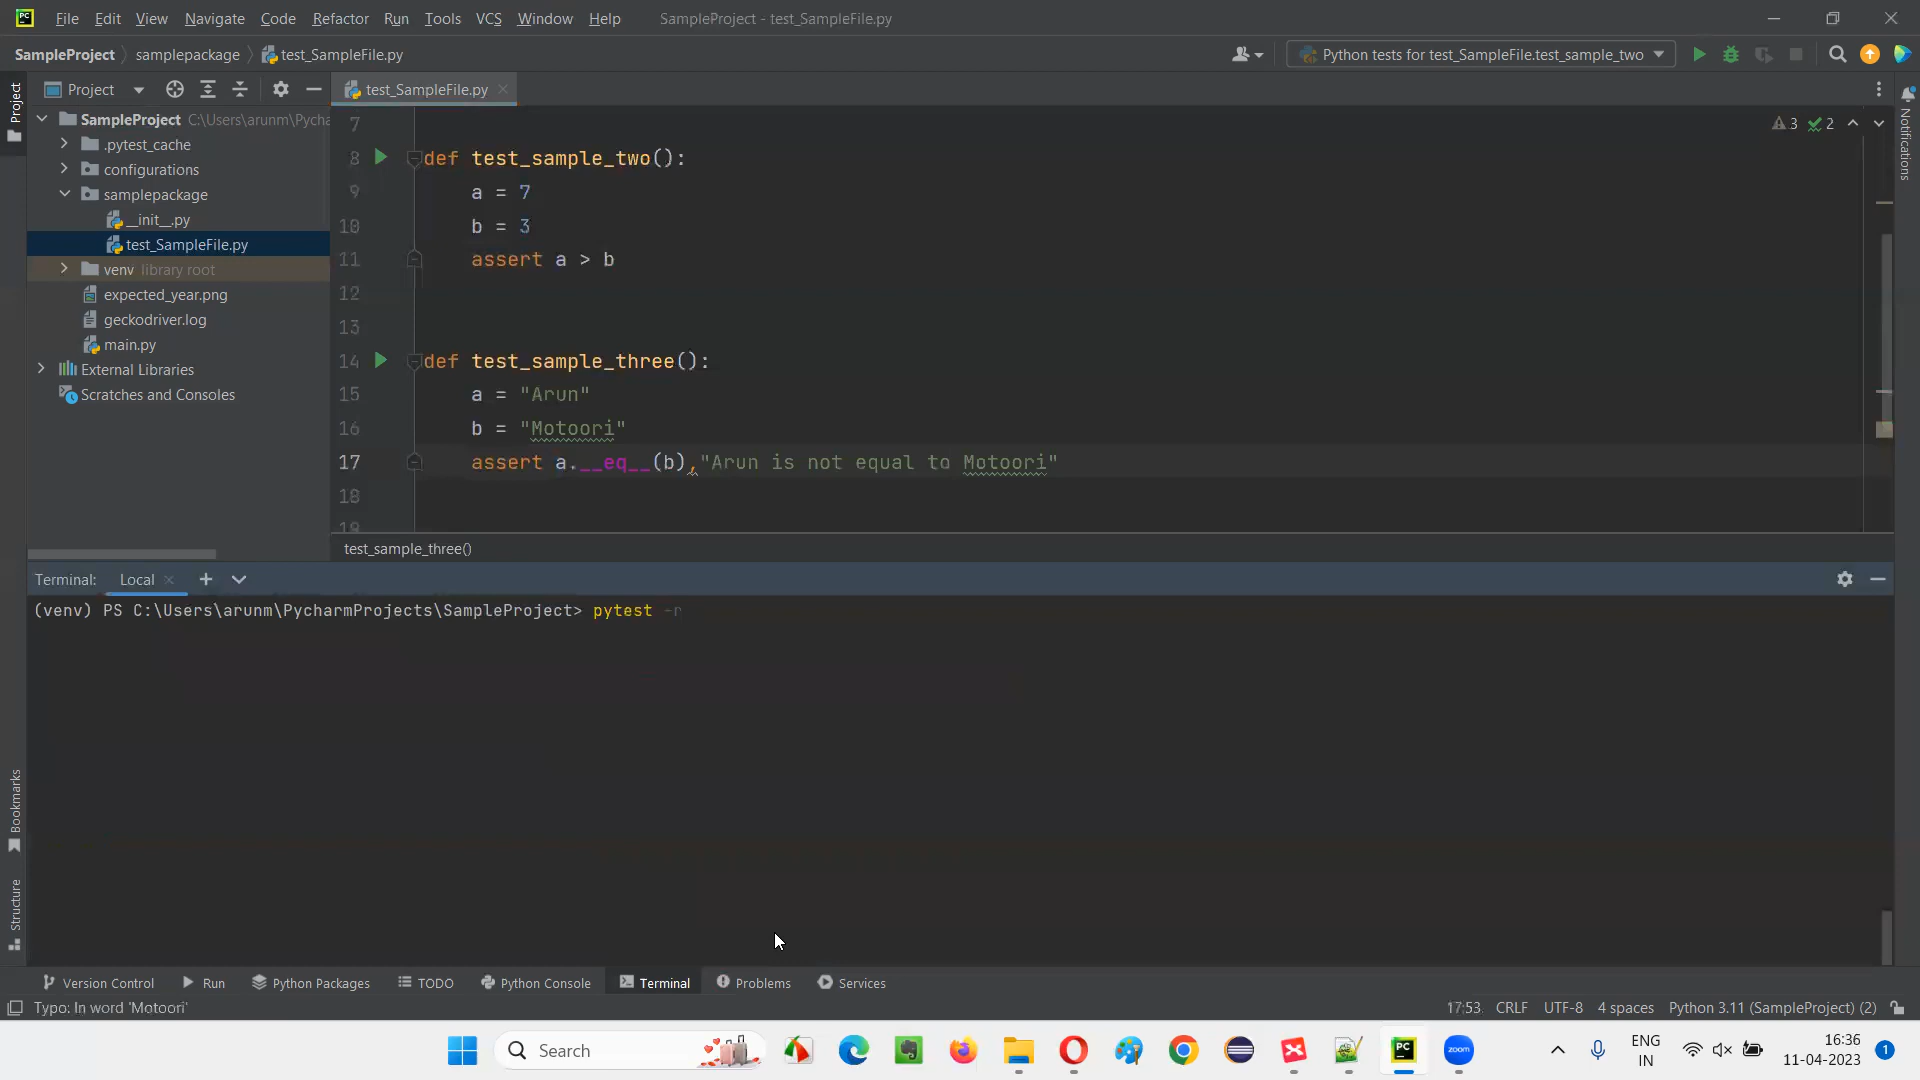 File Edit View Navigate Code Refactor Run Tools VCS Window Help SampleProject - test_SampleFile.py
SampleProject samplepackage test_SampleFile.py Python tests for test_SampleFile.test_sample_two
Project test_SampleFile.py
SampleProject C:\Users\arunm\Pycha
.pytest_cache
configurations
samplepackage
__init__.py
test_SampleFile.py
venv library root
expected_year.png
geckodriver.log
main.py
External Libraries
Scratches and Consoles
Project
Bookmarks
Structure
Notifications
3 2
7
8 def test_sample_two():
9 a = 7
10 b = 3
11 assert a > b
12
13
14 def test_sample_three():
15 a = "Arun"
16 b = "Motoori"
17 assert a.__eq__(b),"Arun is not equal to Motoori"
18
19
test_sample_three()
Terminal: Local
(venv) PS C:\Users\arunm\PycharmProjects\SampleProject> pytest -r
Version Control Run Python Packages TODO Python Console Terminal Problems Services
Typo: In word 'Motoori' 17:53 CRLF UTF-8 4 spaces Python 3.11 (SampleProject) (2)
Search
zoom
ENG
IN
16:36
11-04-2023
1